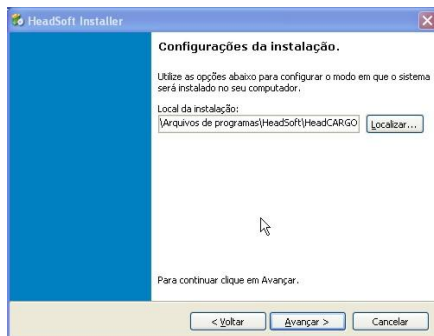 HeadSoft Installer
Configurações da instalação.
Utilize as opções abaixo para configurar o modo em que o sistema
será instalado no seu computador.
Local da instalação:
\Arquivos de programas\HeadSoft\HeadCARGO
Localizar...
Para continuar clique em Avançar.
< Voltar
Avançar >
Cancelar